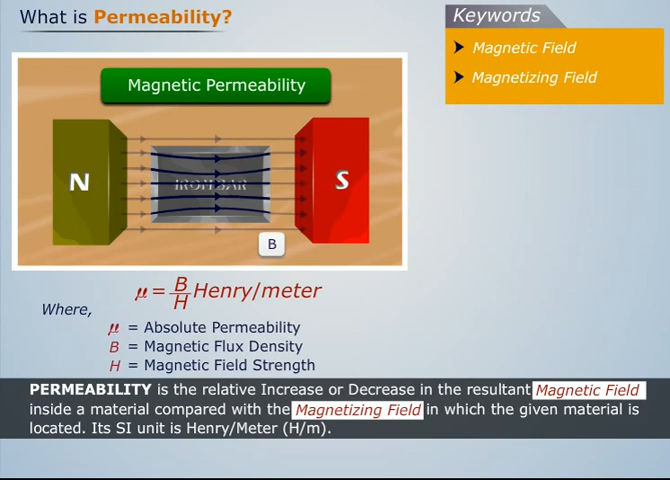 What is Permeability?
Keywords
Magnetic Field
Magnetizing Field
Magnetic Permeability
N
IRON BAR
S
B
μ = B/H Henry/meter
Where,
μ = Absolute Permeability
B = Magnetic Flux Density
H = Magnetic Field Strength
PERMEABILITY is the relative Increase or Decrease in the resultant Magnetic Field
inside a material compared with the Magnetizing Field in which the given material is
located. Its SI unit is Henry/Meter (H/m).